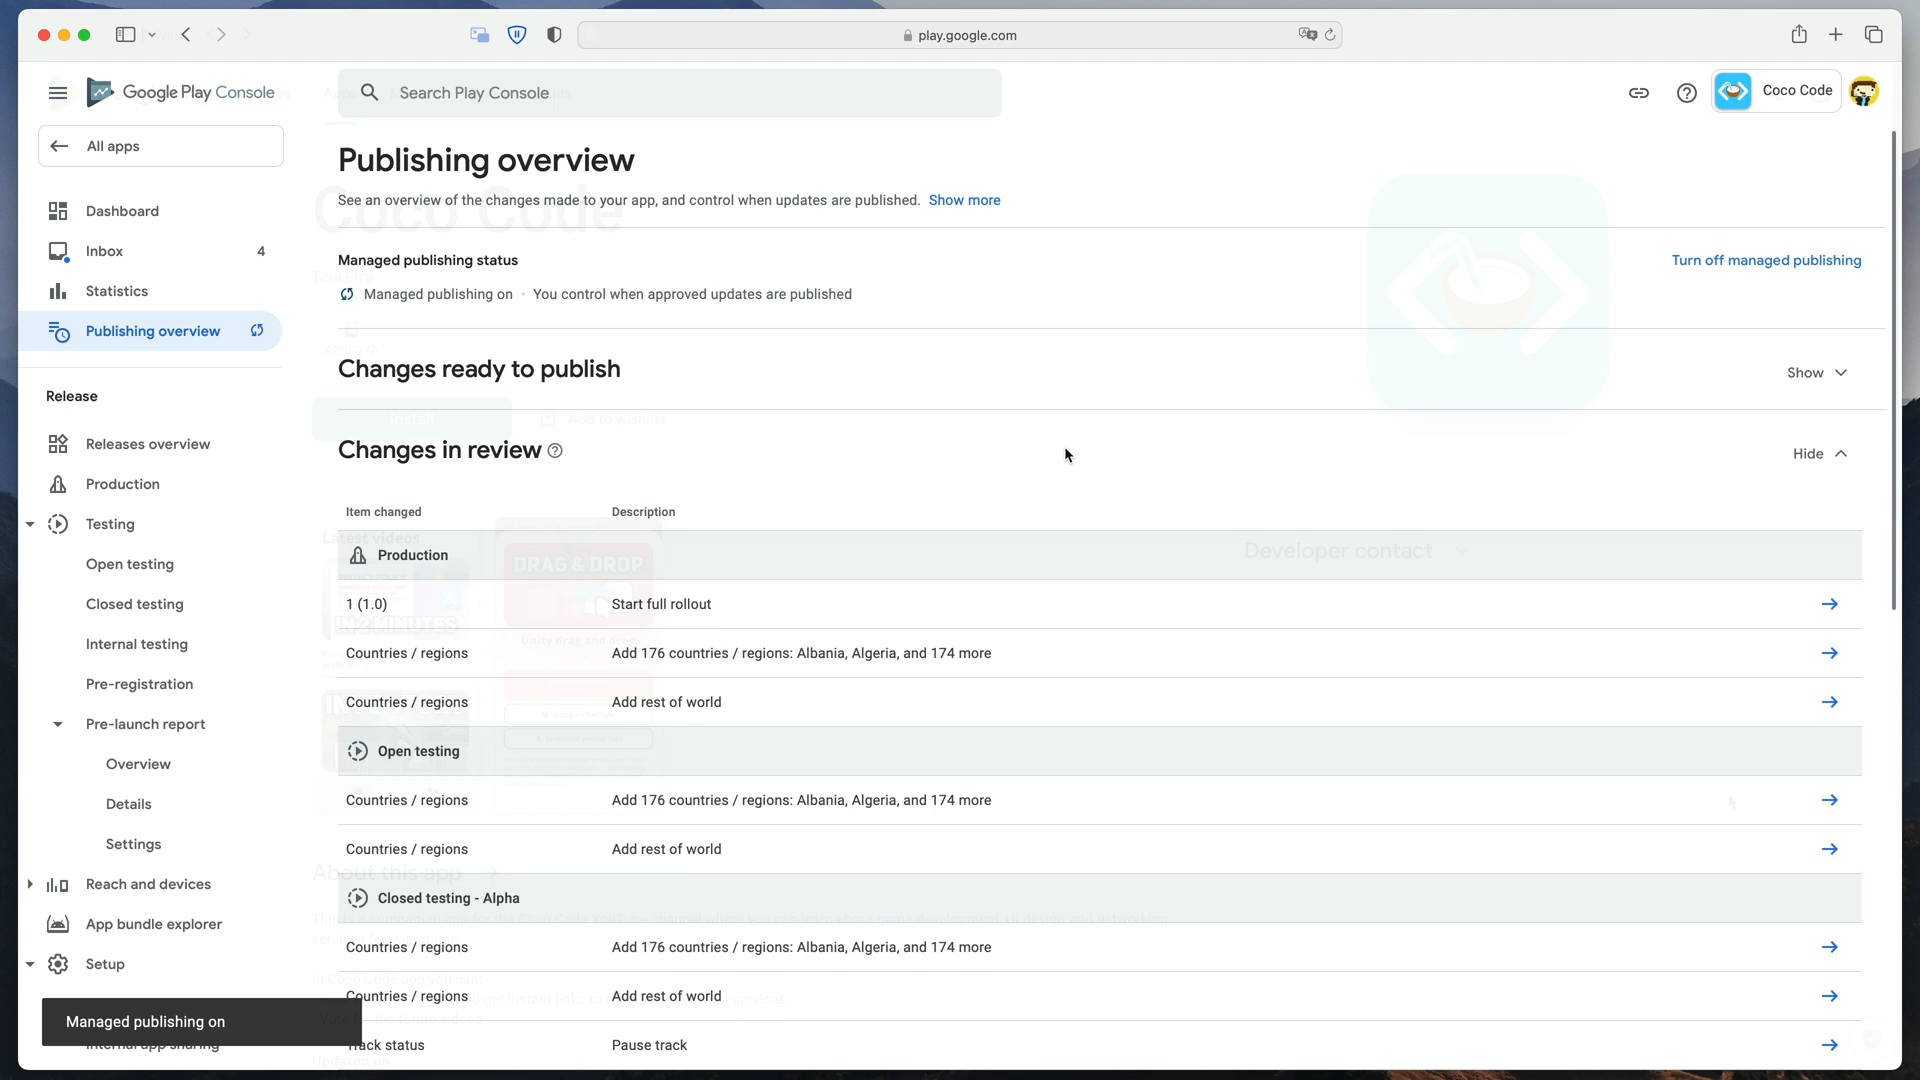 play.google.com
Google Play Console
Search Play Console
Coco Code
All apps
Dashboard
Inbox 4
Statistics
Publishing overview
Release
Releases overview
Production
Testing
Open testing
Closed testing
Internal testing
Pre-registration
Pre-launch report
Overview
Details
Settings
Reach and devices
App bundle explorer
Setup
Managed publishing on
Internal app sharing
Publishing overview
See an overview of the changes made to your app, and control when updates are published. Show more
Coco Code
Managed publishing status
Turn off managed publishing
Managed publishing on · You control when approved updates are published
Changes ready to publish
Show
Install
Add to wishlist
Changes in review
Hide
Item changed Description
Latest videos
DRAG & DROP
Developer contact
Production
1 (1.0) Start full rollout
IN 2 MINUTES
Unity drag and drop
Countries / regions Add 176 countries / regions: Albania, Algeria, and 174 more
Countries / regions Add rest of world
Open testing
Countries / regions Add 176 countries / regions: Albania, Algeria, and 174 more
Countries / regions Add rest of world
About this app
Closed testing - Alpha
Countries / regions Add 176 countries / regions: Albania, Algeria, and 174 more
In Coco Code app you can:
Countries / regions Add rest of world
Track status Pause track
Updated on